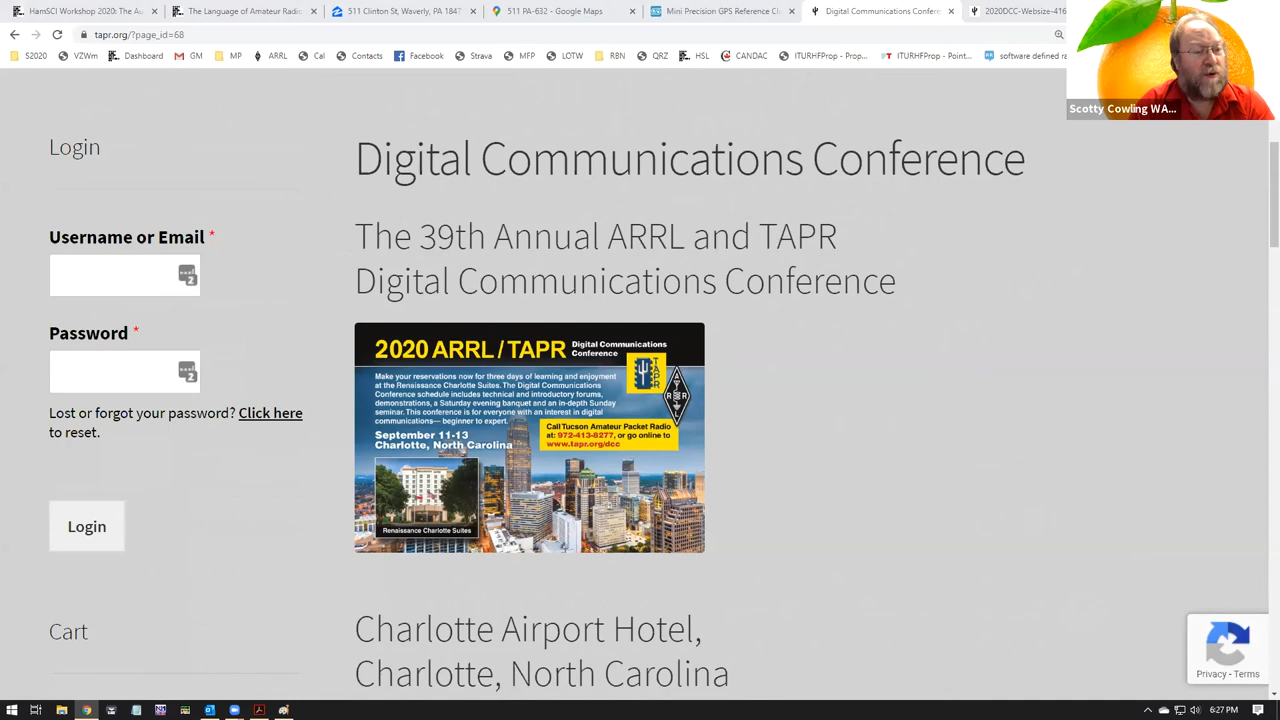 HamSCI Workshop 2020: The Au
The Language of Amateur Radio
511 Clinton St, Waverly, PA 1847
511 PA-632 - Google Maps
Mini Precision GPS Reference Cl
Digital Communications Confere
2020DCC-Websize-416
tapr.org/?page_id=68
S2020
VZWm
Dashboard
GM
MP
ARRL
Cal
Contacts
Facebook
Strava
MFP
LOTW
RBN
QRZ
HSL
CANDAC
ITURHFProp - Prop...
ITURHFProp - Point...
software defined ra
Scotty Cowling WA...
Login
Username or Email *
Password *
Lost or forgot your password? Click here
to reset.
Login
Cart
Digital Communications Conference
The 39th Annual ARRL and TAPR
Digital Communications Conference
2020 ARRL / TAPR Digital Communications
Conference
Make your reservations now for three days of learning and enjoyment
at the Renaissance Charlotte Suites. The Digital Communications
Conference schedule includes technical and introductory forums,
demonstrations, a Saturday evening banquet and an in-depth Sunday
seminar. This conference is for everyone with an interest in digital
communications— beginner to expert.
TAPR
September 11-13
Charlotte, North Carolina
Call Tucson Amateur Packet Radio
at: 972-413-8277, or go online to
www.tapr.org/dcc
Renaissance Charlotte Suites
Charlotte Airport Hotel,
Charlotte, North Carolina
Privacy - Terms
6:27 PM